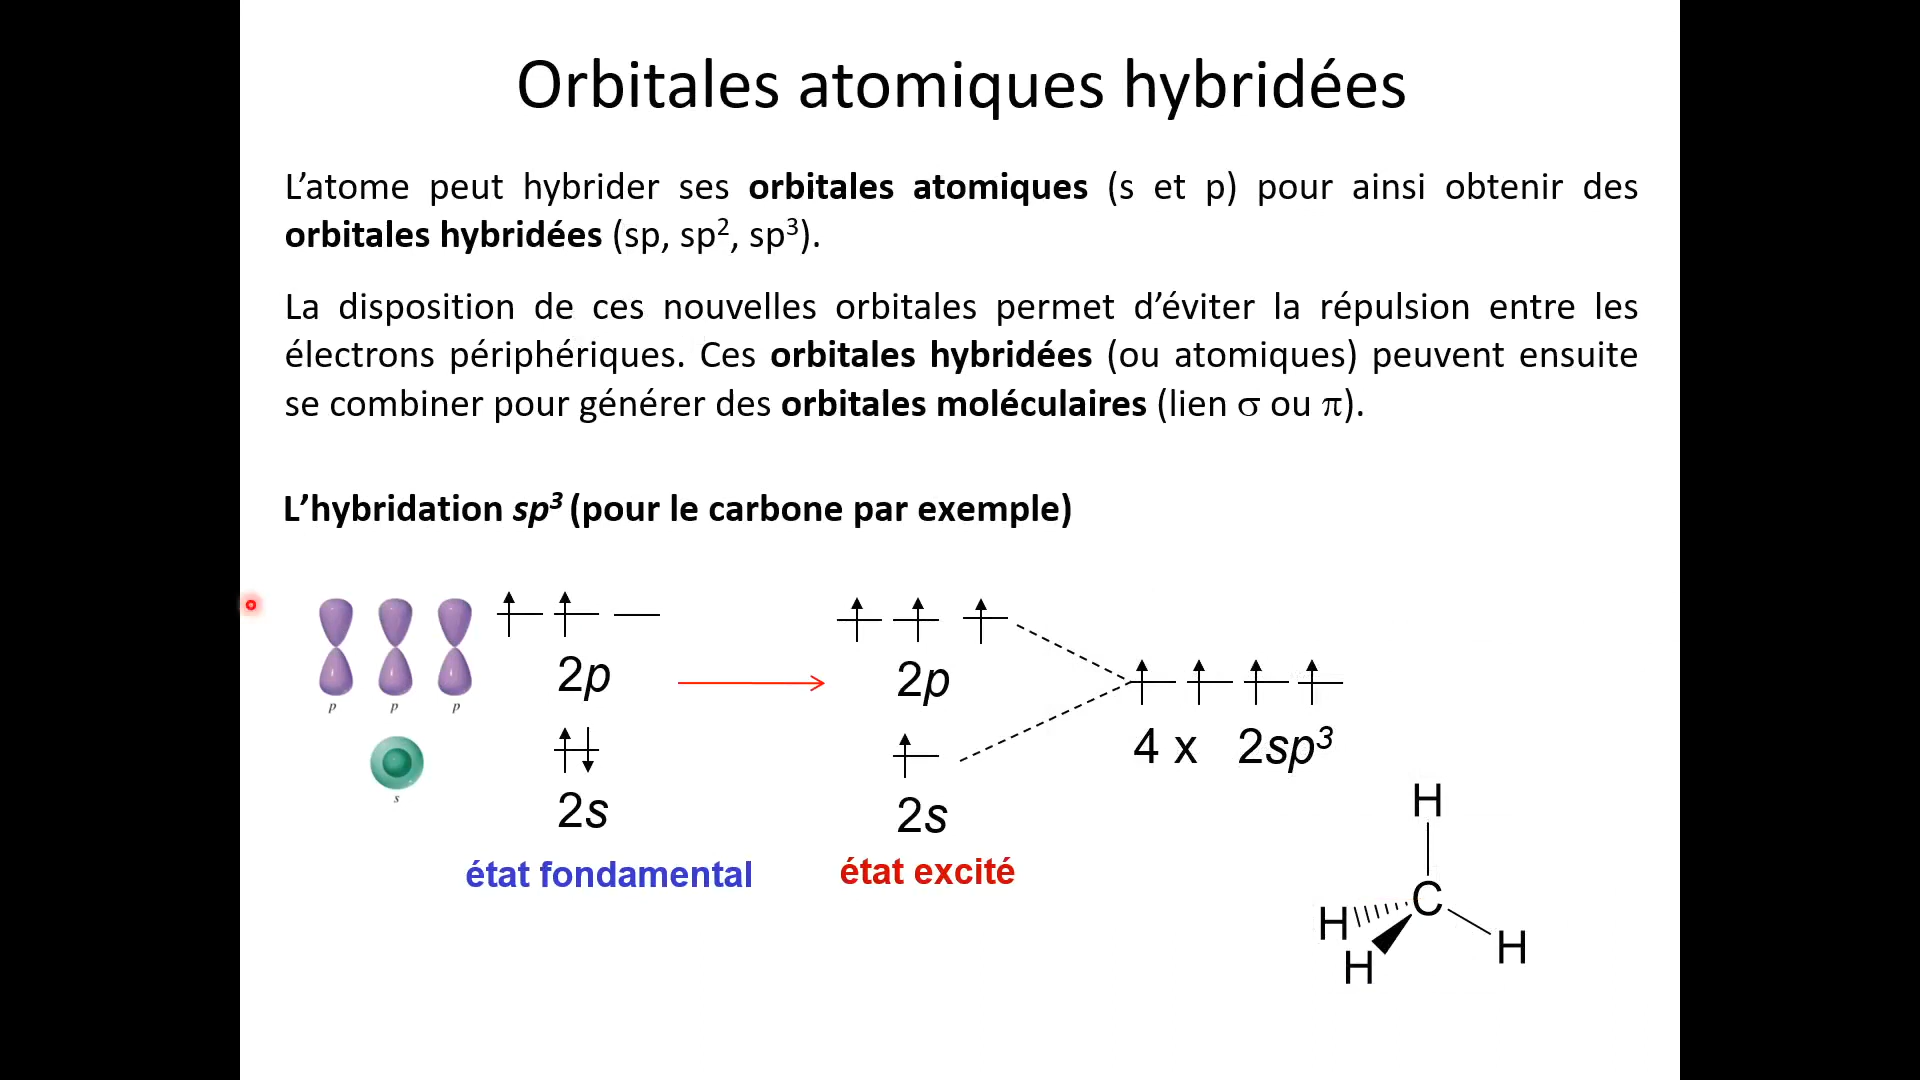 Orbitales atomiques hybridées
L’atome peut hybrider ses orbitales atomiques (s et p) pour ainsi obtenir des
orbitales hybridées (sp, sp², sp³).
La disposition de ces nouvelles orbitales permet d’éviter la répulsion entre les
électrons périphériques. Ces orbitales hybridées (ou atomiques) peuvent ensuite
se combiner pour générer des orbitales moléculaires (lien σ ou π).
L’hybridation sp³ (pour le carbone par exemple)
p p p
s
2p
2s
état fondamental
2p
2s
état excité
4 x 2sp³
H
C
H
H
H